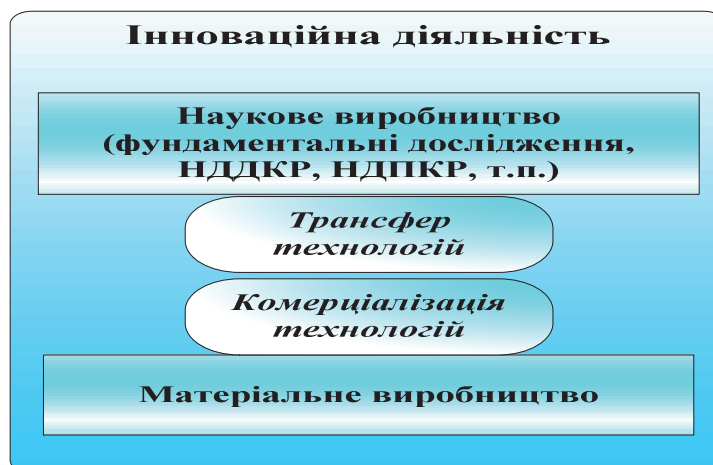 Інноваційна діяльність
Наукове виробництво
(фундаментальні дослідження,
НДДКР, НДПКР, т.п.)
Трансфер
технологій
Комерціалізація
технологій
Матеріальне виробництво